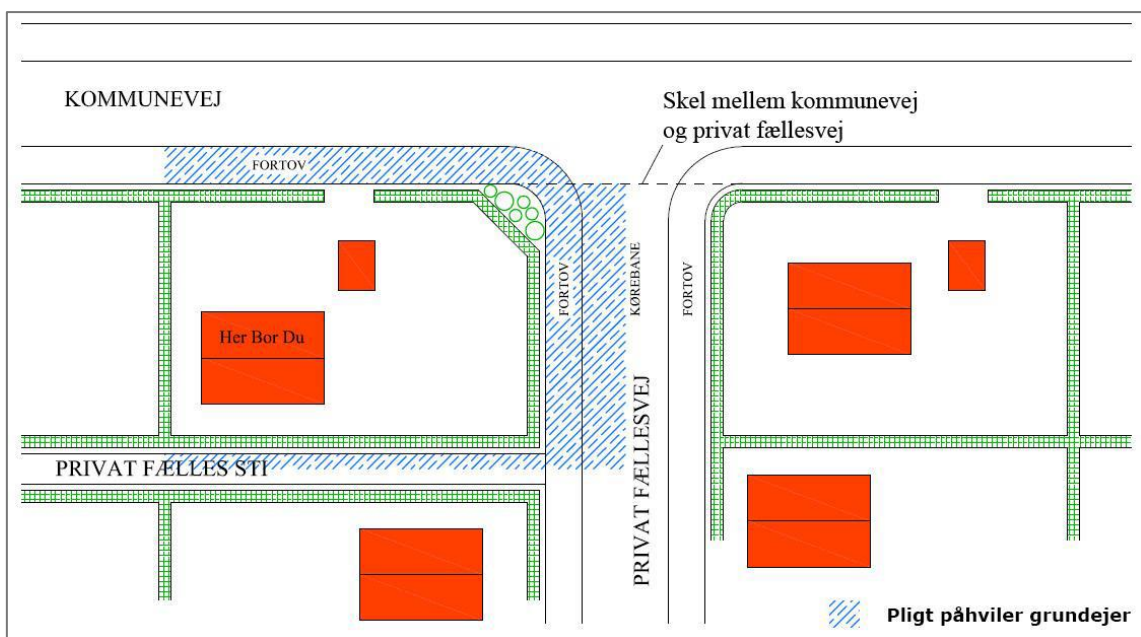 KOMMUNEVEJ
Skel mellem kommunevej
og privat fællesvej
FORTOV
FORTOV
KØREBANE
FORTOV
Her Bor Du
PRIVAT FÆLLESVEJ
PRIVAT FÆLLES STI
Pligt påhviler grundejer